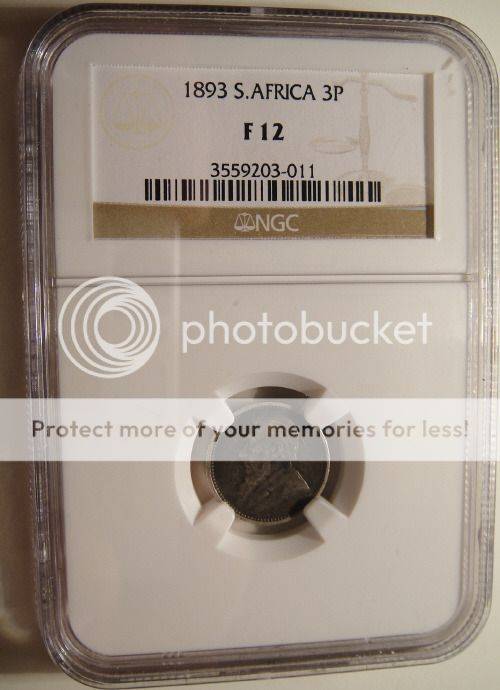 1893 S.AFRICA 3P
F 12
3559203-011
NGC
photobucket
Protect more of your memories for less!